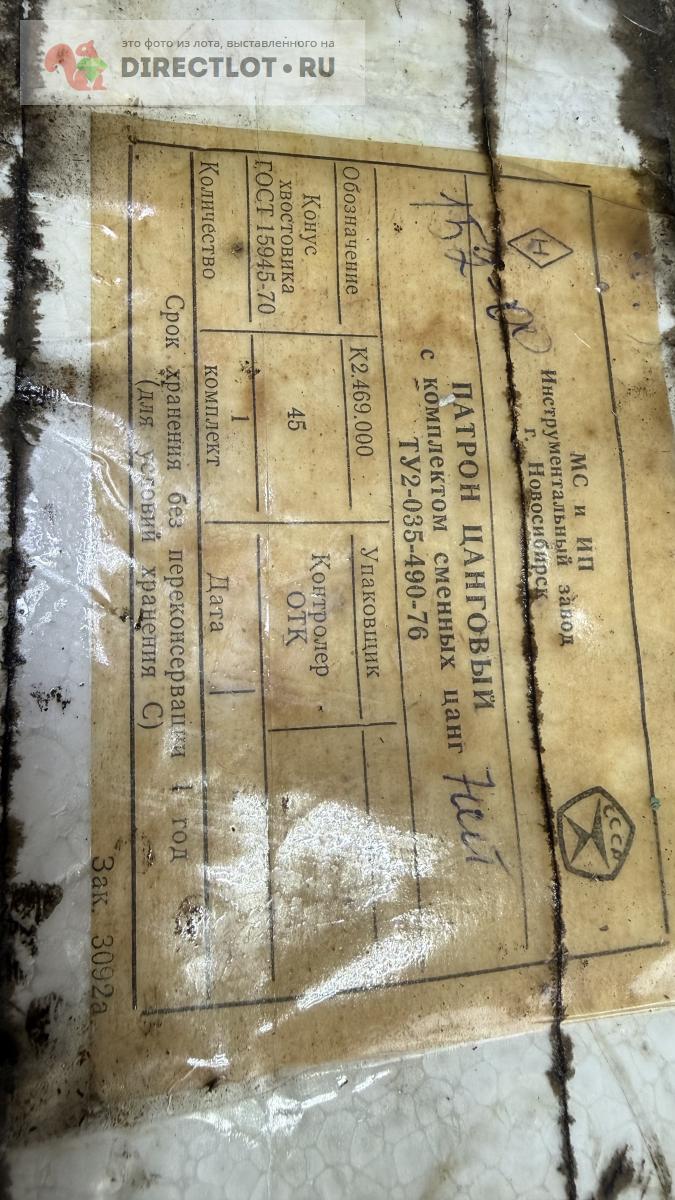 это фото из лота, выставленного на
DIRECTLOT • RU
Н
МС и ИП
Инструментальный завод
г. Новосибирск
СССР
ПАТРОН ЦАНГОВЫЙ
с комплектом сменных цанг
ТУ2-035-490-76
Обозначение
К2.469.000
Упаковщик
Конус
хвостовика
ГОСТ 15945-70
45
Контролер
ОТК
Количество
1
комплект
Дата
Срок хранения без переконсервации 1 год
(для условий хранения С)
Зак. 3092а